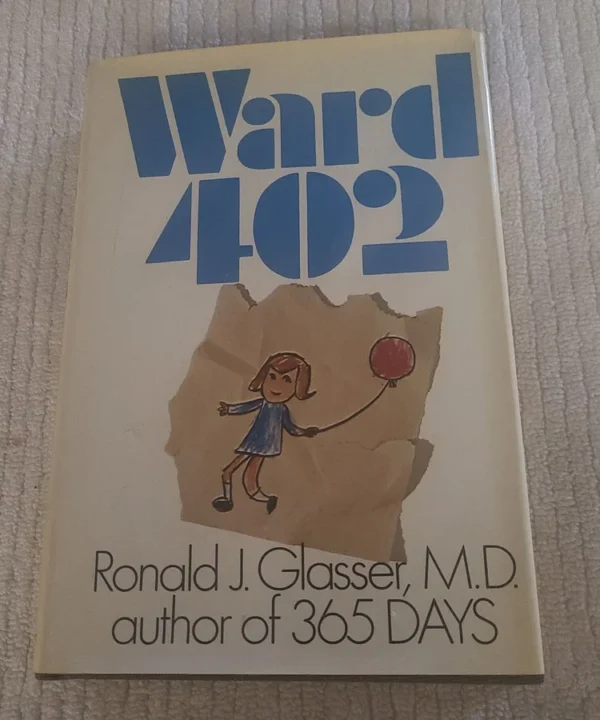 Ward
402
Ronald J. Glasser, M.D.
author of 365 DAYS